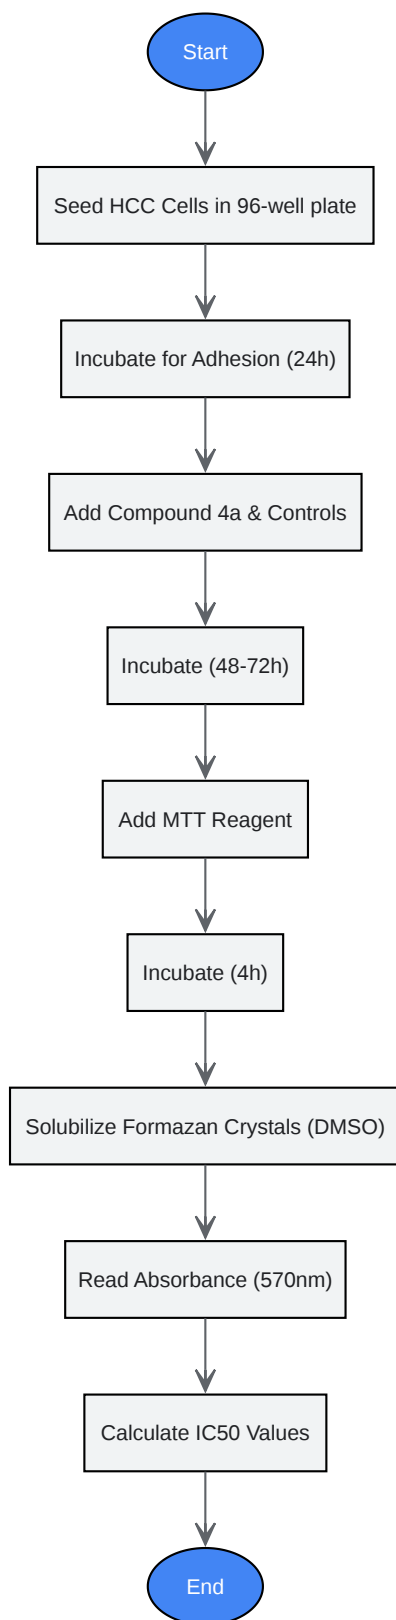 Start
Seed HCC Cells in 96-well plate
Incubate for Adhesion (24h)
Add Compound 4a & Controls
Incubate (48-72h)
Add MTT Reagent
Incubate (4h)
Solubilize Formazan Crystals (DMSO)
Read Absorbance (570nm)
Calculate IC50 Values
End